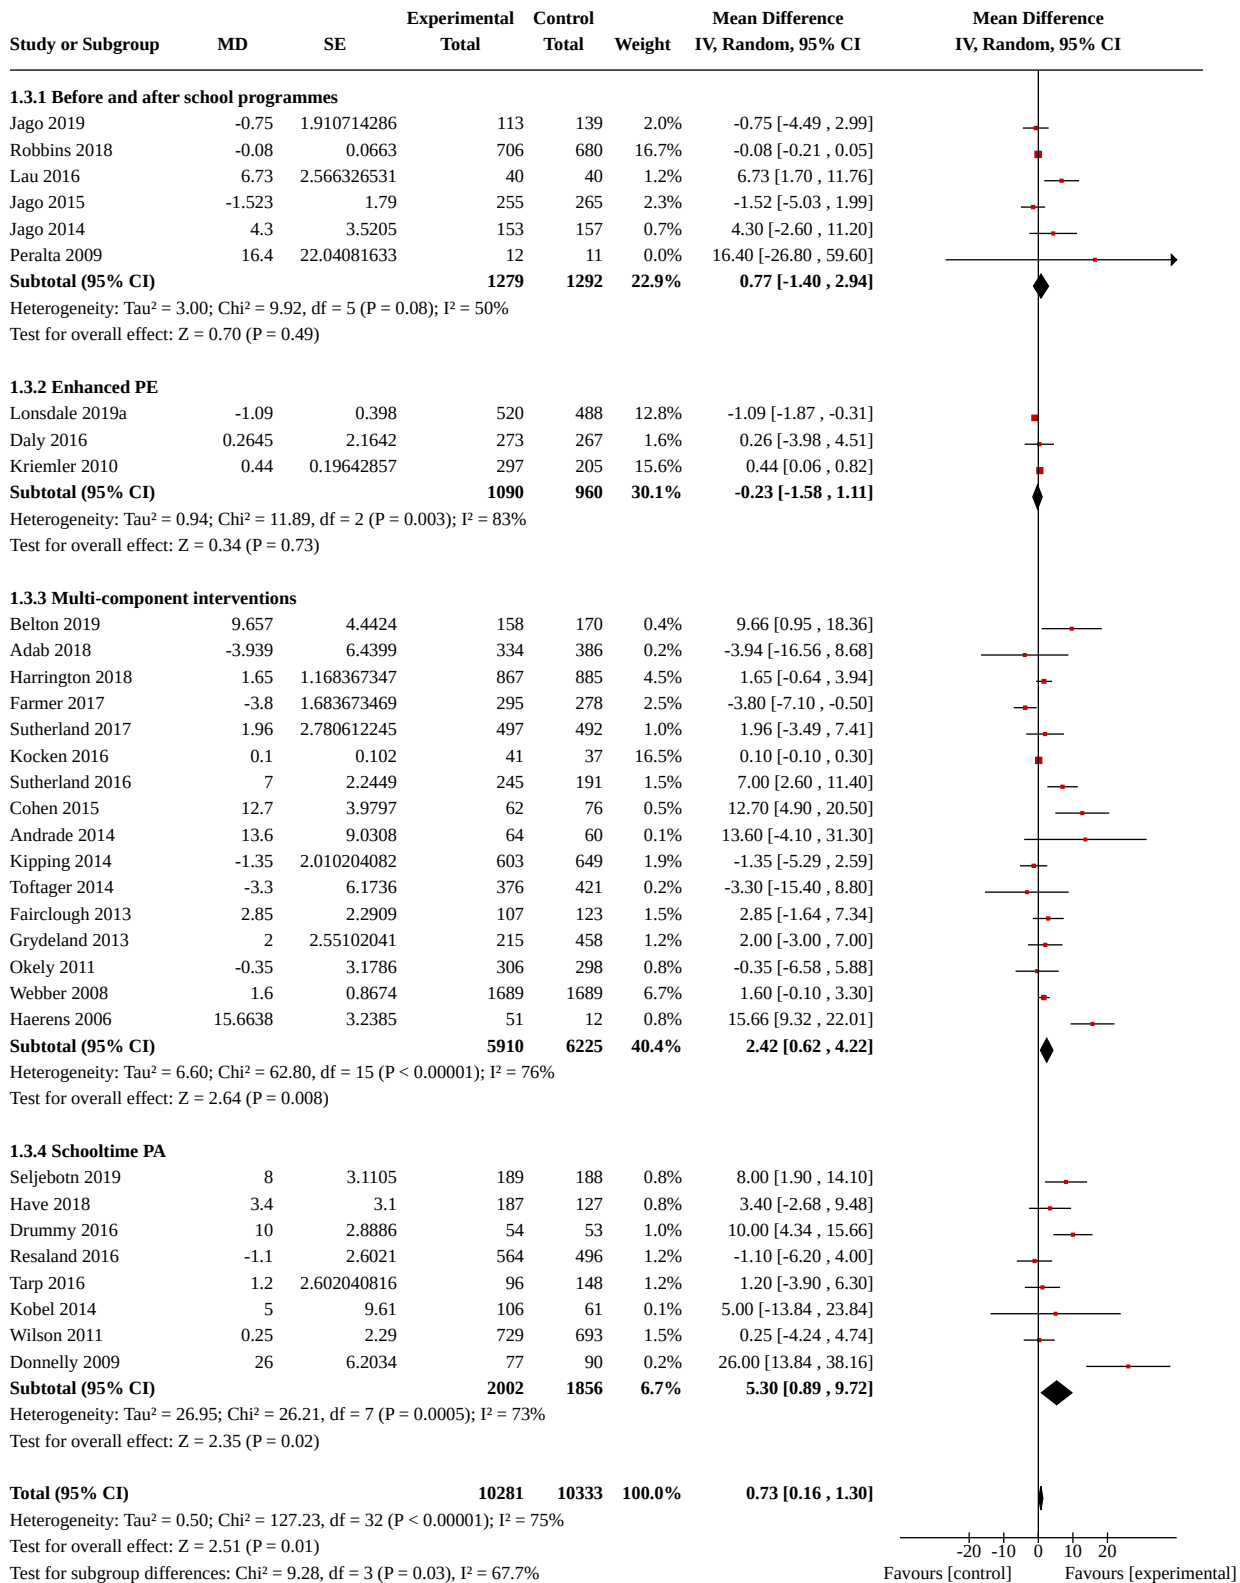 Experimental Control Mean Difference Mean Difference
Study or Subgroup MD SE Total Total Weight IV, Random, 95% CI IV, Random, 95% CI
1.3.1 Before and after school programmes
Jago 2019 -0.75 1.910714286 113 139 2.0% -0.75 [-4.49 , 2.99]
Robbins 2018 -0.08 0.0663 706 680 16.7% -0.08 [-0.21 , 0.05]
Lau 2016 6.73 2.566326531 40 40 1.2% 6.73 [1.70 , 11.76]
Jago 2015 -1.523 1.79 255 265 2.3% -1.52 [-5.03 , 1.99]
Jago 2014 4.3 3.5205 153 157 0.7% 4.30 [-2.60 , 11.20]
Peralta 2009 16.4 22.04081633 12 11 0.0% 16.40 [-26.80 , 59.60]
Subtotal (95% CI) 1279 1292 22.9% 0.77 [-1.40 , 2.94]
Heterogeneity: Tau² = 3.00; Chi² = 9.92, df = 5 (P = 0.08); I² = 50%
Test for overall effect: Z = 0.70 (P = 0.49)
1.3.2 Enhanced PE
Lonsdale 2019a -1.09 0.398 520 488 12.8% -1.09 [-1.87 , -0.31]
Daly 2016 0.2645 2.1642 273 267 1.6% 0.26 [-3.98 , 4.51]
Kriemler 2010 0.44 0.19642857 297 205 15.6% 0.44 [0.06 , 0.82]
Subtotal (95% CI) 1090 960 30.1% -0.23 [-1.58 , 1.11]
Heterogeneity: Tau² = 0.94; Chi² = 11.89, df = 2 (P = 0.003); I² = 83%
Test for overall effect: Z = 0.34 (P = 0.73)
1.3.3 Multi-component interventions
Belton 2019 9.657 4.4424 158 170 0.4% 9.66 [0.95 , 18.36]
Adab 2018 -3.939 6.4399 334 386 0.2% -3.94 [-16.56 , 8.68]
Harrington 2018 1.65 1.168367347 867 885 4.5% 1.65 [-0.64 , 3.94]
Farmer 2017 -3.8 1.683673469 295 278 2.5% -3.80 [-7.10 , -0.50]
Sutherland 2017 1.96 2.780612245 497 492 1.0% 1.96 [-3.49 , 7.41]
Kocken 2016 0.1 0.102 41 37 16.5% 0.10 [-0.10 , 0.30]
Sutherland 2016 7 2.2449 245 191 1.5% 7.00 [2.60 , 11.40]
Cohen 2015 12.7 3.9797 62 76 0.5% 12.70 [4.90 , 20.50]
Andrade 2014 13.6 9.0308 64 60 0.1% 13.60 [-4.10 , 31.30]
Kipping 2014 -1.35 2.010204082 603 649 1.9% -1.35 [-5.29 , 2.59]
Toftager 2014 -3.3 6.1736 376 421 0.2% -3.30 [-15.40 , 8.80]
Fairclough 2013 2.85 2.2909 107 123 1.5% 2.85 [-1.64 , 7.34]
Grydeland 2013 2 2.55102041 215 458 1.2% 2.00 [-3.00 , 7.00]
Okely 2011 -0.35 3.1786 306 298 0.8% -0.35 [-6.58 , 5.88]
Webber 2008 1.6 0.8674 1689 1689 6.7% 1.60 [-0.10 , 3.30]
Haerens 2006 15.6638 3.2385 51 12 0.8% 15.66 [9.32 , 22.01]
Subtotal (95% CI) 5910 6225 40.4% 2.42 [0.62 , 4.22]
Heterogeneity: Tau² = 6.60; Chi² = 62.80, df = 15 (P < 0.00001); I² = 76%
Test for overall effect: Z = 2.64 (P = 0.008)
1.3.4 Schooltime PA
Seljebotn 2019 8 3.1105 189 188 0.8% 8.00 [1.90 , 14.10]
Have 2018 3.4 3.1 187 127 0.8% 3.40 [-2.68 , 9.48]
Drummy 2016 10 2.8886 54 53 1.0% 10.00 [4.34 , 15.66]
Resaland 2016 -1.1 2.6021 564 496 1.2% -1.10 [-6.20 , 4.00]
Tarp 2016 1.2 2.602040816 96 148 1.2% 1.20 [-3.90 , 6.30]
Kobel 2014 5 9.61 106 61 0.1% 5.00 [-13.84 , 23.84]
Wilson 2011 0.25 2.29 729 693 1.5% 0.25 [-4.24 , 4.74]
Donnelly 2009 26 6.2034 77 90 0.2% 26.00 [13.84 , 38.16]
Subtotal (95% CI) 2002 1856 6.7% 5.30 [0.89 , 9.72]
Heterogeneity: Tau² = 26.95; Chi² = 26.21, df = 7 (P = 0.0005); I² = 73%
Test for overall effect: Z = 2.35 (P = 0.02)
Total (95% CI) 10281 10333 100.0% 0.73 [0.16 , 1.30]
Heterogeneity: Tau² = 0.50; Chi² = 127.23, df = 32 (P < 0.00001); I² = 75%
Test for overall effect: Z = 2.51 (P = 0.01) -20 -10 0 10 20
Test for subgroup differences: Chi² = 9.28, df = 3 (P = 0.03), I² = 67.7% Favours [control] Favours [experimental]